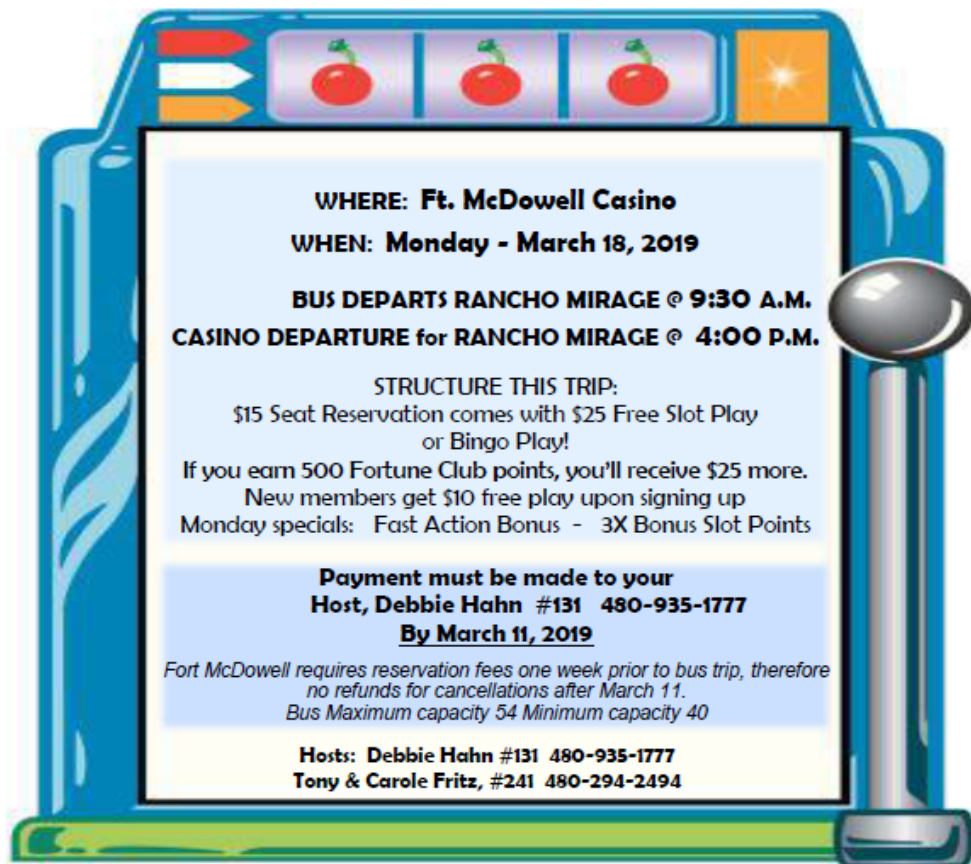 WHERE: Ft. McDowell Casino
WHEN: Monday - March 18, 2019
BUS DEPARTS RANCHO MIRAGE @ 9:30 A.M.
CASINO DEPARTURE for RANCHO MIRAGE @ 4:00 P.M.
STRUCTURE THIS TRIP:
$15 Seat Reservation comes with $25 Free Slot Play
or Bingo Play!
If you earn 500 Fortune Club points, you'll receive $25 more.
New members get $10 free play upon signing up
Monday specals: Fast Action Bonus - 3X Bonus Slot Points
Payment must be made to your
Host, Debbie Hahn #131 480-935-1777
By March 11, 2019
Fort McDowell requires reservation fees one week prior to bus trip, therefore
no refunds for cancellations after March 11.
Bus Maximum capacity 54 Minimum capacity 40
Hosts: Debbie Hahn #131 480-935-1777
Tony & Carole Fritz, #241 480-294-2494